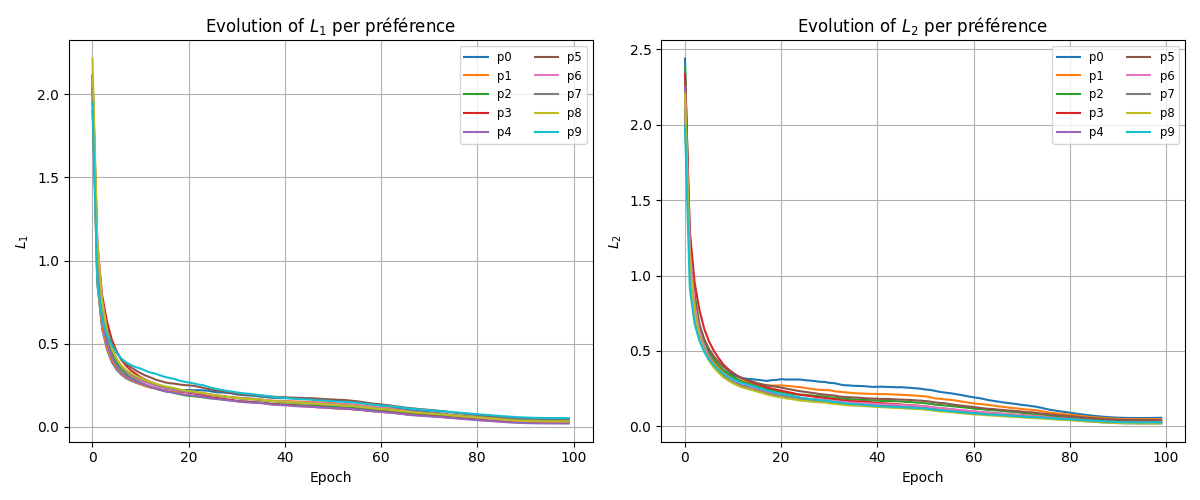 Evolution of L₁ per préférence
L₁
2.0
1.5
1.0
0.5
0.0
0 20 40 60 80 100
Epoch
p0 p5
p1 p6
p2 p7
p3 p8
p4 p9
Evolution of L₂ per préférence
L₂
2.5
2.0
1.5
1.0
0.5
0.0
0 20 40 60 80 100
Epoch
p0 p5
p1 p6
p2 p7
p3 p8
p4 p9